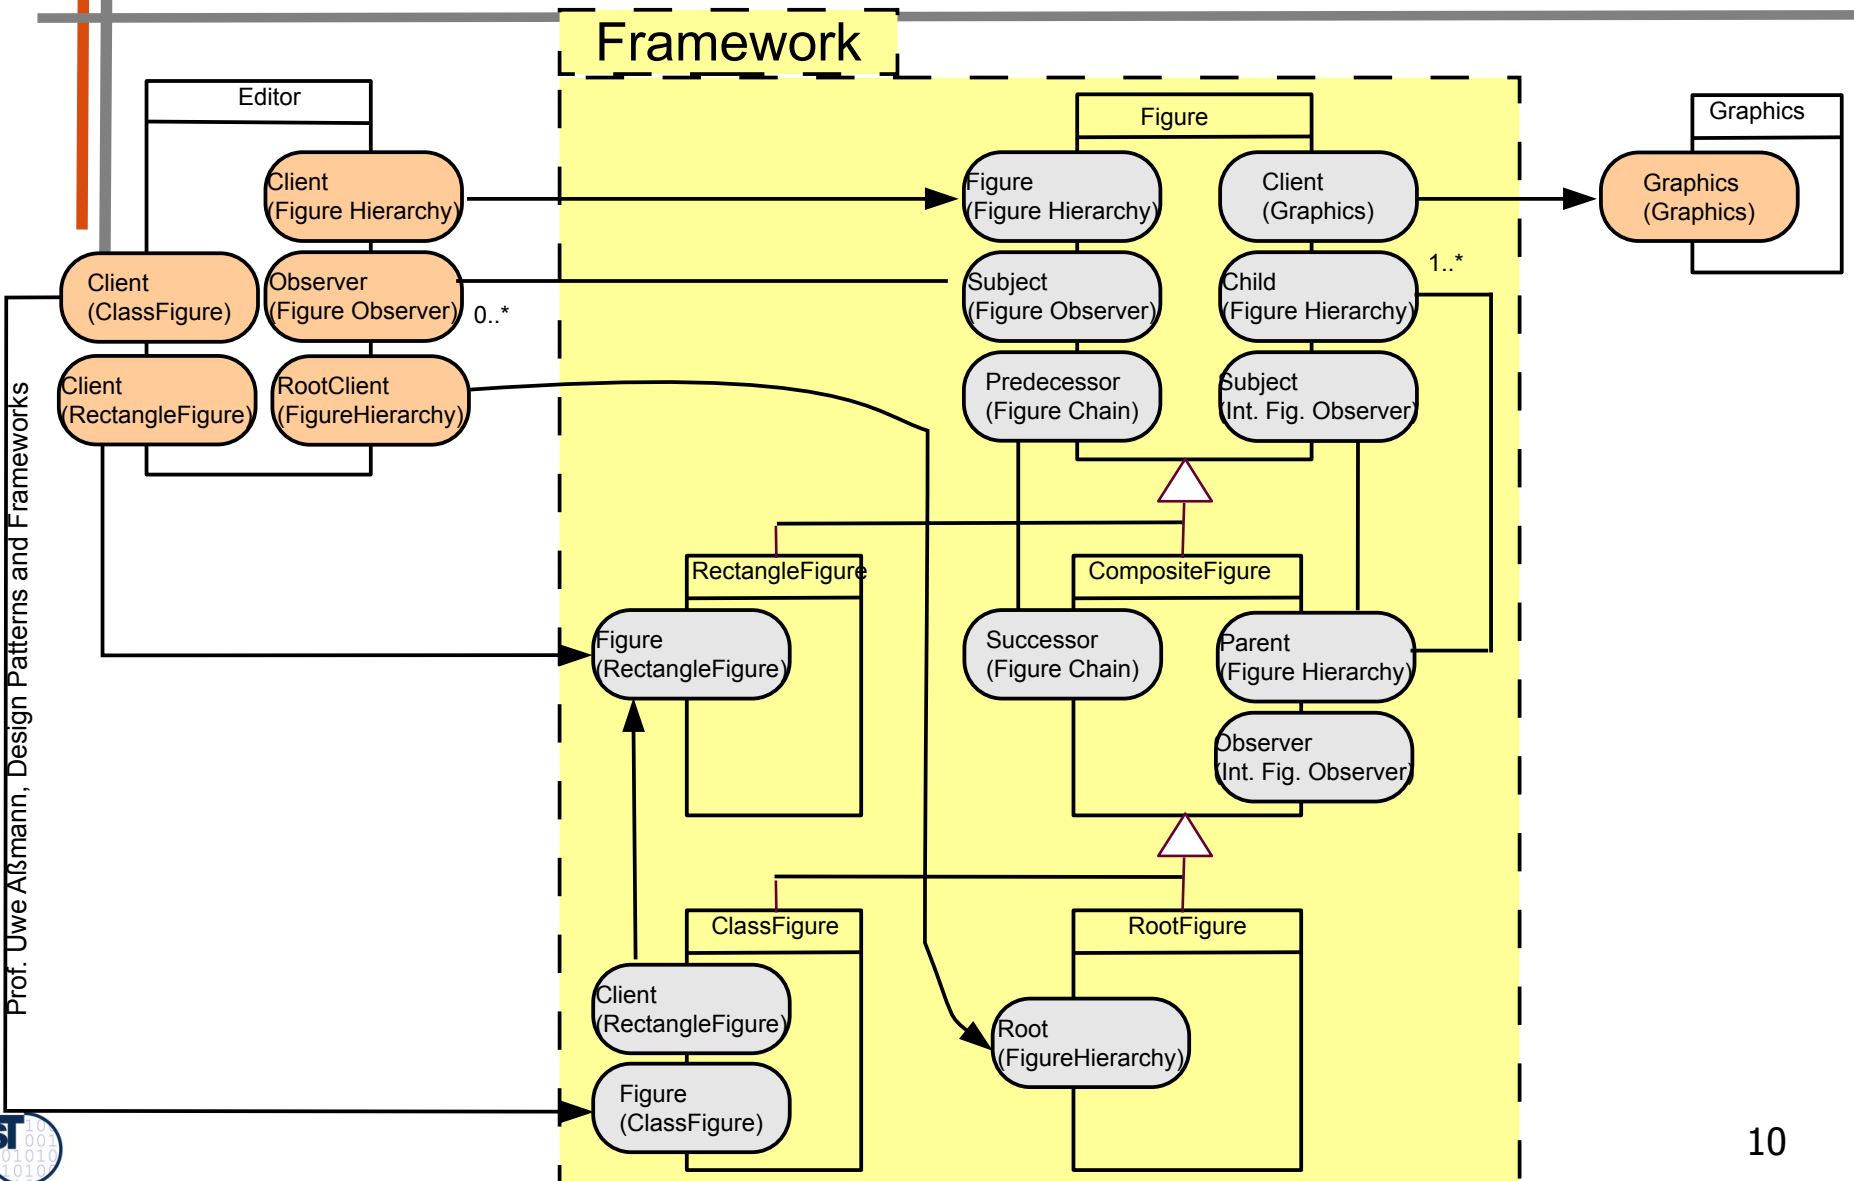 Framework
Editor
Client
(Figure Hierarchy)
Client
(ClassFigure)
Observer
(Figure Observer)
0..*
Client
(RectangleFigure)
RootClient
(FigureHierarchy)
Figure
Figure
(Figure Hierarchy)
Client
(Graphics)
Subject
(Figure Observer)
Child
(Figure Hierarchy)
1..*
Predecessor
(Figure Chain)
Subject
(Int. Fig. Observer)
Graphics
Graphics
(Graphics)
RectangleFigure
Figure
(RectangleFigure)
CompositeFigure
Successor
(Figure Chain)
Parent
(Figure Hierarchy)
Observer
(Int. Fig. Observer)
ClassFigure
Client
(RectangleFigure)
Figure
(ClassFigure)
RootFigure
Root
(FigureHierarchy)
Prof. Uwe Aßmann, Design Patterns and Frameworks
10